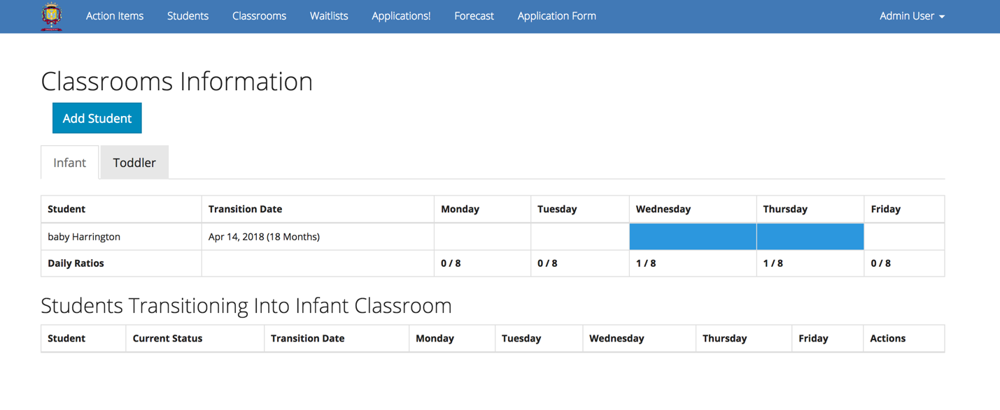 Action Items Students Classrooms Waitlists Applications! Forecast Application Form Admin User
Classrooms Information
Add Student
Infant Toddler
Student Transition Date Monday Tuesday Wednesday Thursday Friday
baby Harrington Apr 14, 2018 (18 Months)
Daily Ratios 0 / 8 0 / 8 1 / 8 1 / 8 0 / 8
Students Transitioning Into Infant Classroom
Student Current Status Transition Date Monday Tuesday Wednesday Thursday Friday Actions